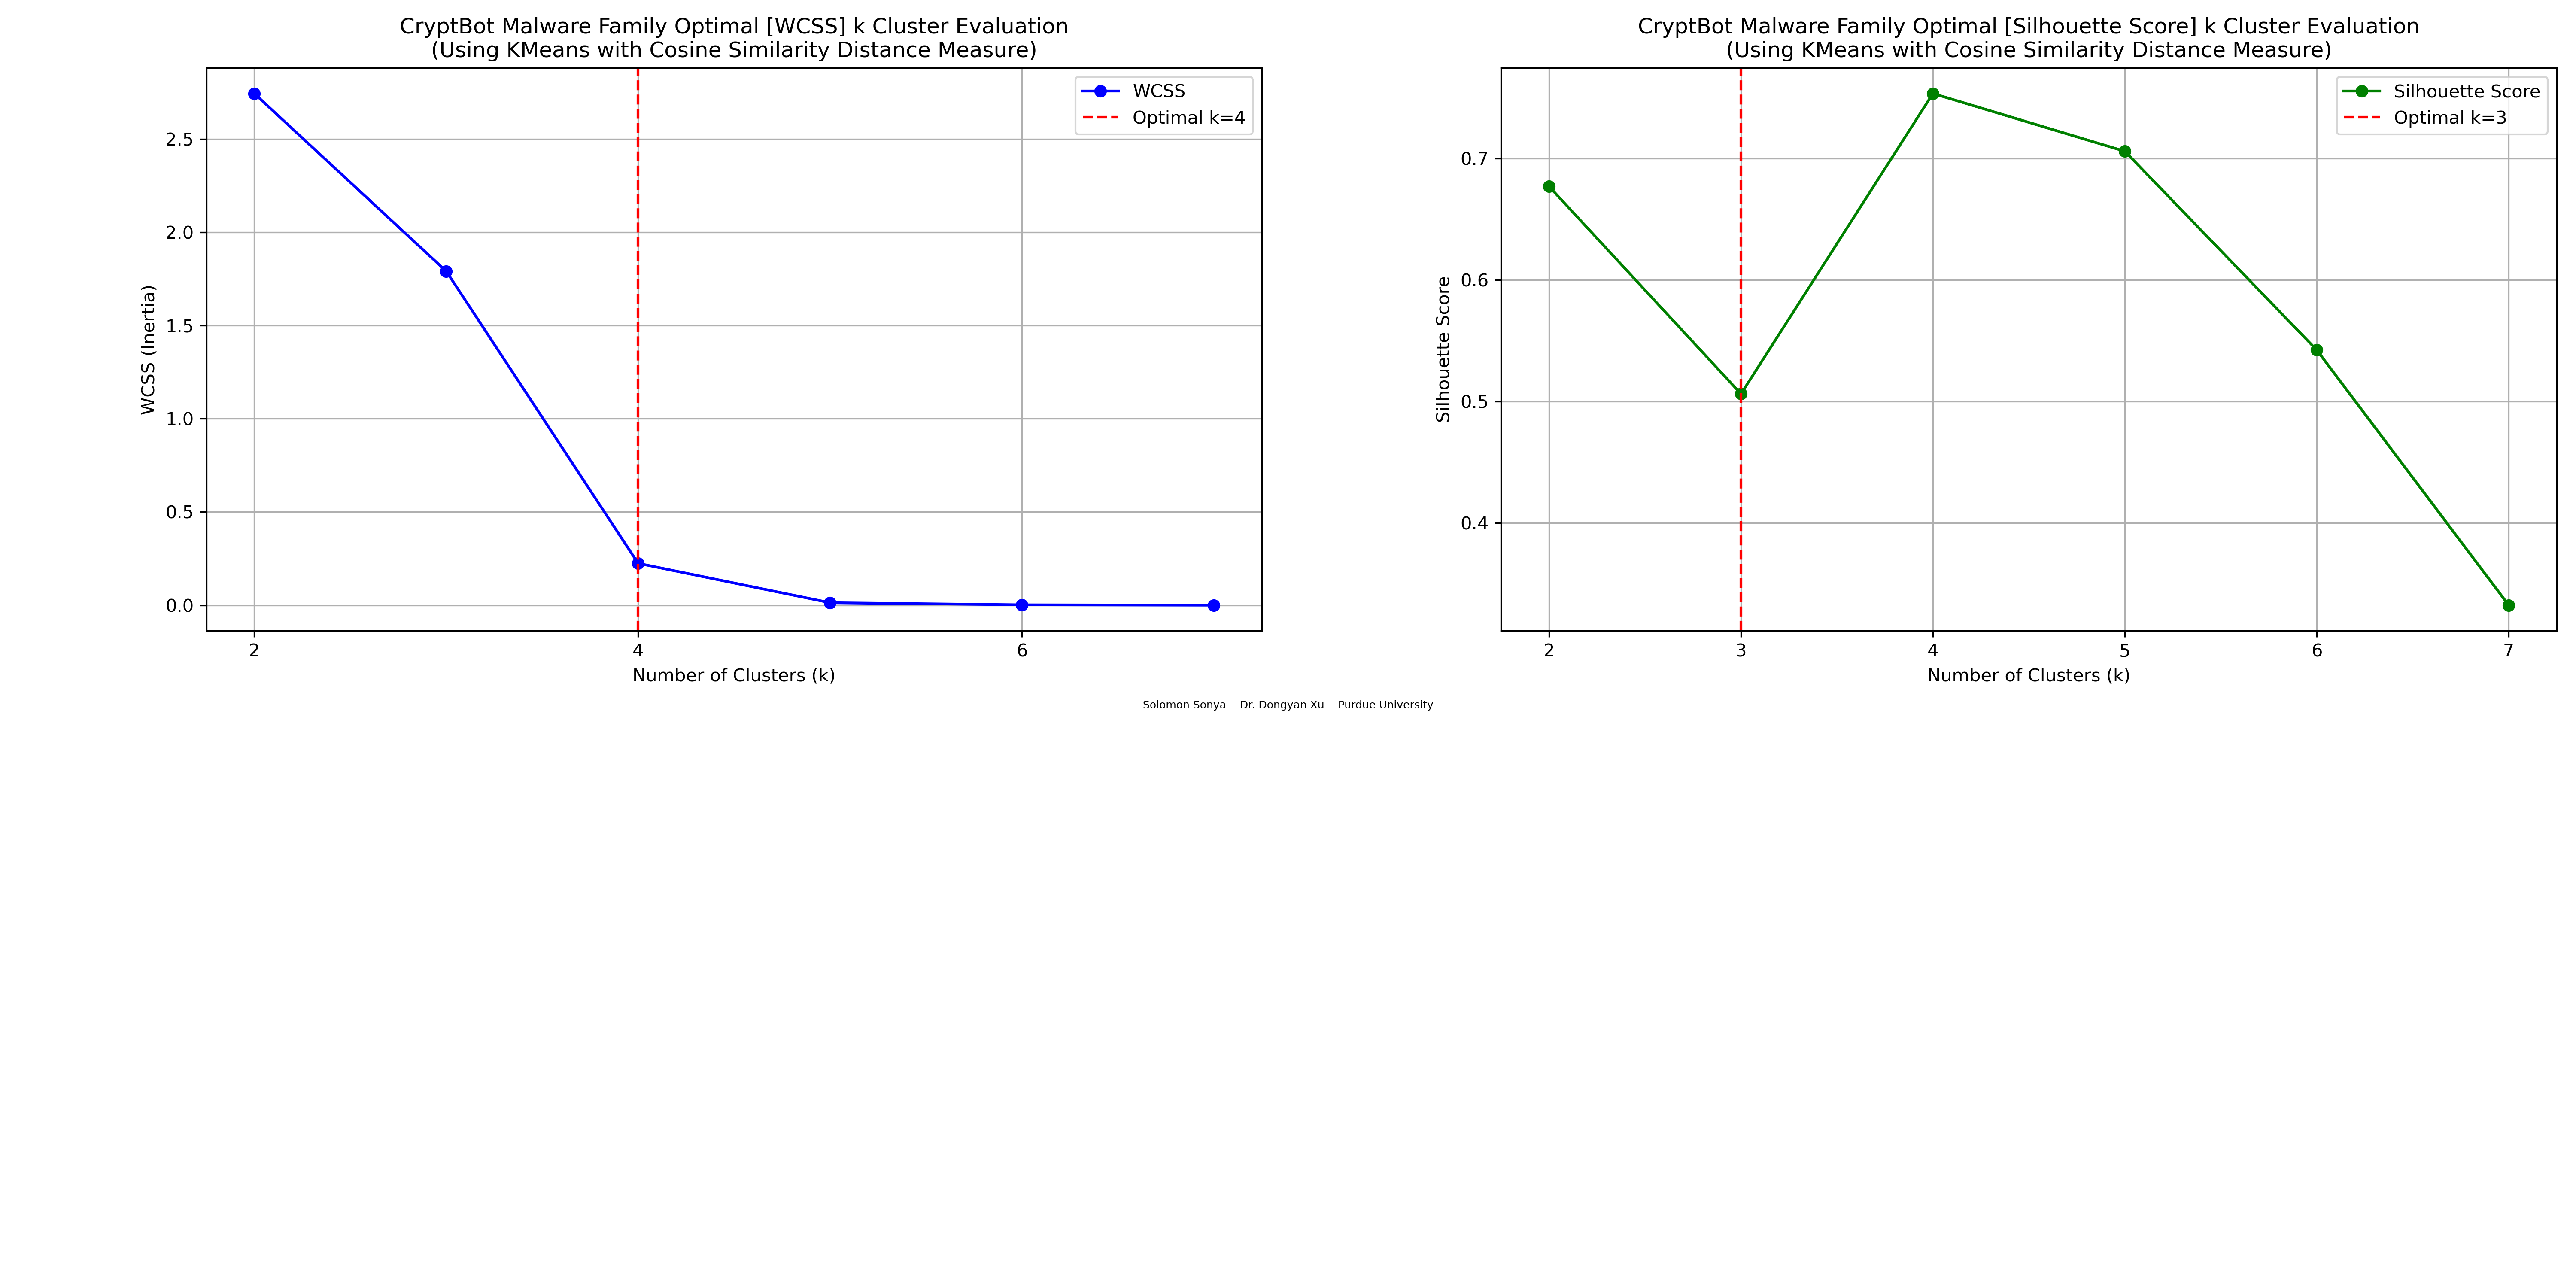 CryptBot Malware Family Optimal [WCSS] k Cluster Evaluation
(Using KMeans with Cosine Similarity Distance Measure)
WCSS
Optimal k=4
2.5
2.0
1.5
1.0
0.5
0.0
WCSS (Inertia)
2 4 6
Number of Clusters (k)
CryptBot Malware Family Optimal [Silhouette Score] k Cluster Evaluation
(Using KMeans with Cosine Similarity Distance Measure)
Silhouette Score
Optimal k=3
0.7
0.6
0.5
0.4
Silhouette Score
2 3 4 5 6 7
Number of Clusters (k)
Solomon Sonya Dr. Dongyan Xu Purdue University